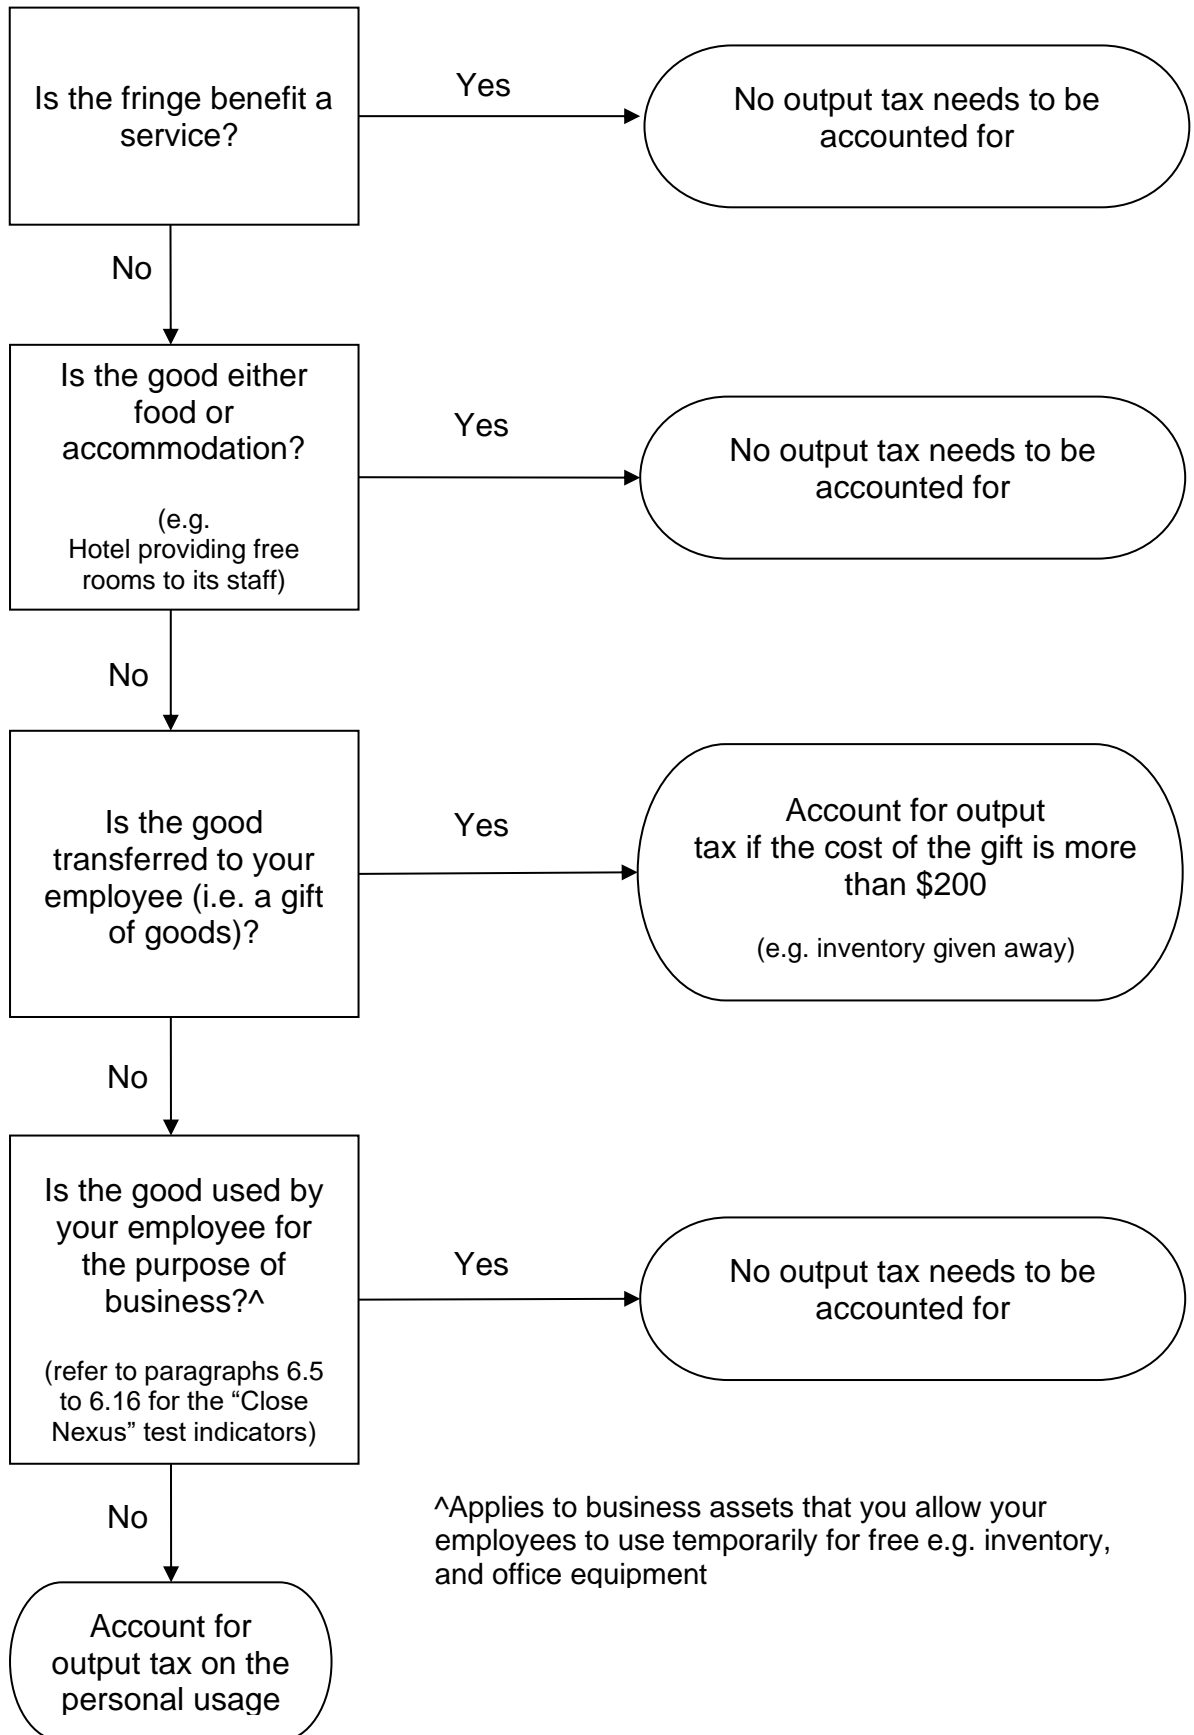 Is the fringe benefit a
service?
Yes
No output tax needs to be
accounted for
No
Is the good either
food or
accommodation?
(e.g.
Hotel providing free
rooms to its staff)
Yes
No output tax needs to be
accounted for
No
Is the good
transferred to your
employee (i.e. a gift
of goods)?
Yes
Account for output
tax if the cost of the gift is more
than $200
(e.g. inventory given away)
No
Is the good used by
your employee for
the purpose of
business?^
(refer to paragraphs 6.5
to 6.16 for the “Close
Nexus” test indicators)
Yes
No output tax needs to be
accounted for
No
^Applies to business assets that you allow your
employees to use temporarily for free e.g. inventory,
and office equipment
Account for
output tax on the
personal usage